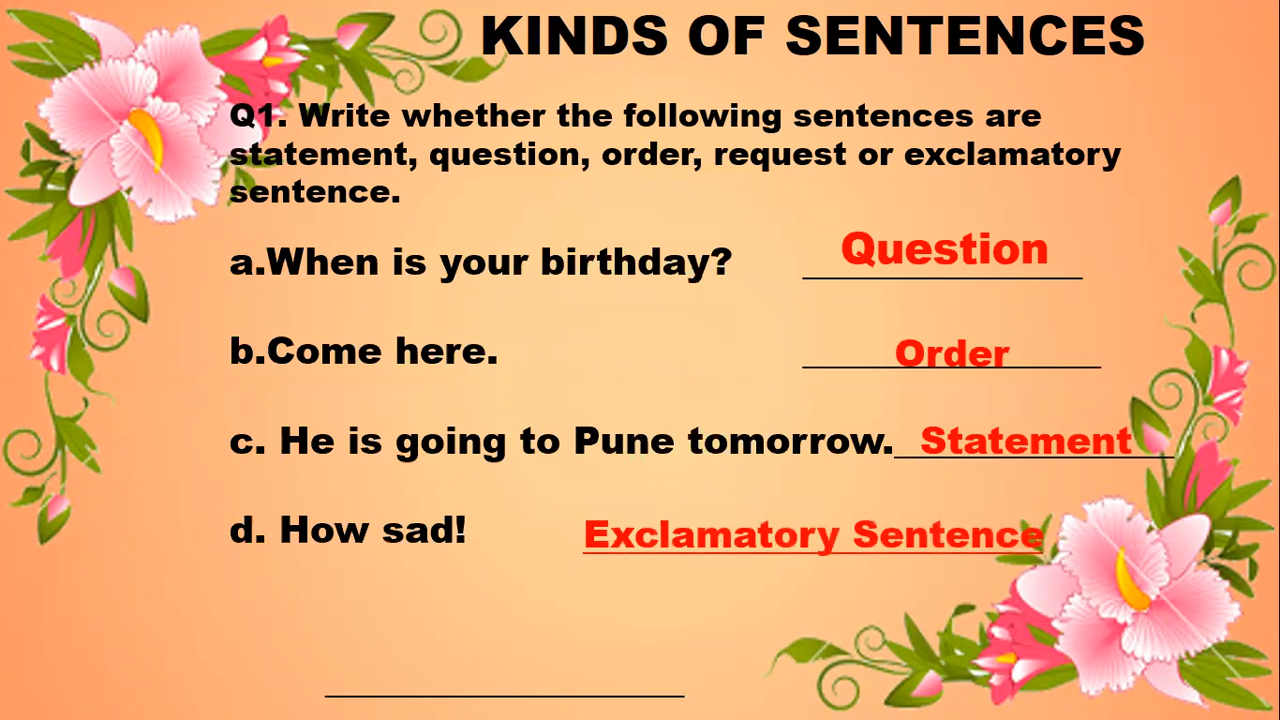 KINDS OF SENTENCES
Q1. Write whether the following sentences are
statement, question, order, request or exclamatory
sentence.
a.When is your birthday? Question
b.Come here. Order
c. He is going to Pune tomorrow. Statement
d. How sad! Exclamatory Sentence